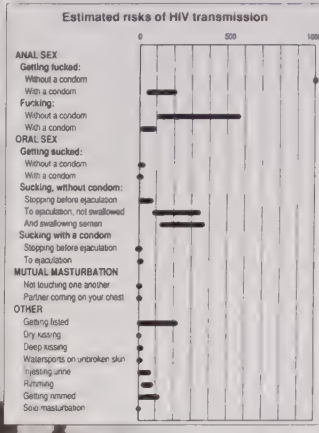 Estimated risks of HIV transmission
0 500 1000
ANAL SEX
Getting fucked:
Without a condom
With a condom
Fucking:
Without a condom
With a condom
ORAL SEX
Getting sucked:
Without a condom
With a condom
Sucking, without condom:
Stopping before ejaculation
To ejaculation, not swallowed
And swallowing semen
Sucking with a condom
Stopping before ejaculation
To ejaculation
MUTUAL MASTURBATION
Not touching one another
Partner coming on your chest
OTHER
Getting fisted
Dry kissing
Deep kissing
Watersports on unbroken skin
Injesting urine
Rimming
Getting rimmed
Solo masturbation